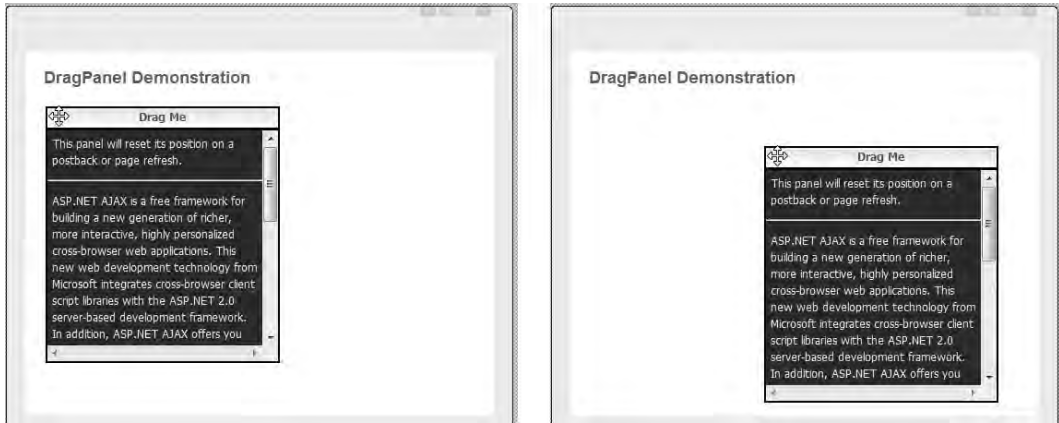 DragPanel Demonstration
Drag Me
This panel will reset its position on a
postback or page refresh.
ASP.NET AJAX is a free framework for
building a new generation of richer,
more interactive, highly personalized
cross-browser web applications. This
new web development technology from
Microsoft integrates cross-browser client
script libraries with the ASP.NET 2.0
server-based development framework.
In addition, ASP.NET AJAX offers you
DragPanel Demonstration
Drag Me
This panel will reset its position on a
postback or page refresh.
ASP.NET AJAX is a free framework for
building a new generation of richer,
more interactive, highly personalized
cross-browser web applications. This
new web development technology from
Microsoft integrates cross-browser client
script libraries with the ASP.NET 2.0
server-based development framework.
In addition, ASP.NET AJAX offers you